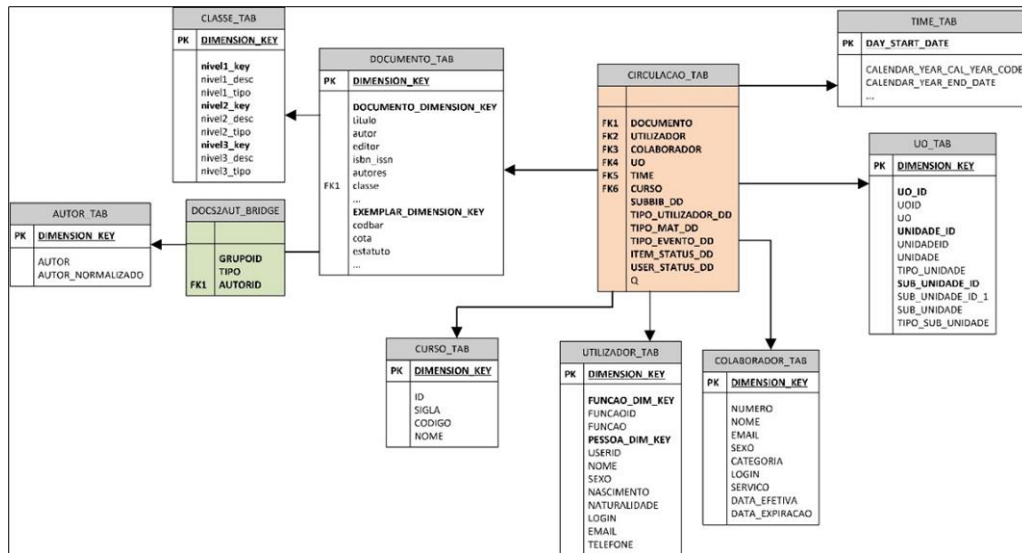 CLASSE_TAB
PK DIMENSION_KEY
nivel1_key
nivel1_desc
nivel1_tipo
nivel2_key
nivel2_desc
nivel2_tipo
nivel3_key
nivel3_desc
nivel3_tipo
DOCUMENTO_TAB
PK DIMENSION_KEY
DOCUMENTO_DIMENSION_KEY
titulo
autor
editor
isbn_issn
autores
FK1 classe
...
EXEMPLAR_DIMENSION_KEY
codbar
cota
estatuto
...
CIRCULACAO_TAB
FK1 DOCUMENTO
FK2 UTILIZADOR
FK3 COLABORADOR
FK4 UO
FK5 TIME
FK6 CURSO
SUBBIB_DD
TIPO_UTILIZADOR_DD
TIPO_MAT_DD
TIPO_EVENTO_DD
ITEM_STATUS_DD
USER_STATUS_DD
Q
TIME_TAB
PK DAY_START_DATE
CALENDAR_YEAR_CAL_YEAR_CODE
CALENDAR_YEAR_END_DATE
...
UO_TAB
PK DIMENSION_KEY
UO_ID
UOID
UO
UNIDADE_ID
UNIDADEID
UNIDADE
TIPO_UNIDADE
SUB_UNIDADE_ID
SUB_UNIDADE_ID_1
SUB_UNIDADE
TIPO_SUB_UNIDADE
AUTOR_TAB
PK DIMENSION_KEY
AUTOR
AUTOR_NORMALIZADO
DOCS2AUT_BRIDGE
GRUPOID
TIPO
FK1 AUTORID
CURSO_TAB
PK DIMENSION_KEY
ID
SIGLA
CODIGO
NOME
UTILIZADOR_TAB
PK DIMENSION_KEY
FUNCAO_DIM_KEY
FUNCAOID
FUNCAO
PESSOA_DIM_KEY
USERID
NOME
SEXO
NASCIMENTO
NATURALIDADE
LOGIN
EMAIL
TELEFONE
COLABORADOR_TAB
PK DIMENSION_KEY
NUMERO
NOME
EMAIL
SEXO
CATEGORIA
LOGIN
SERVICO
DATA_EFETIVA
DATA_EXPIRACAO